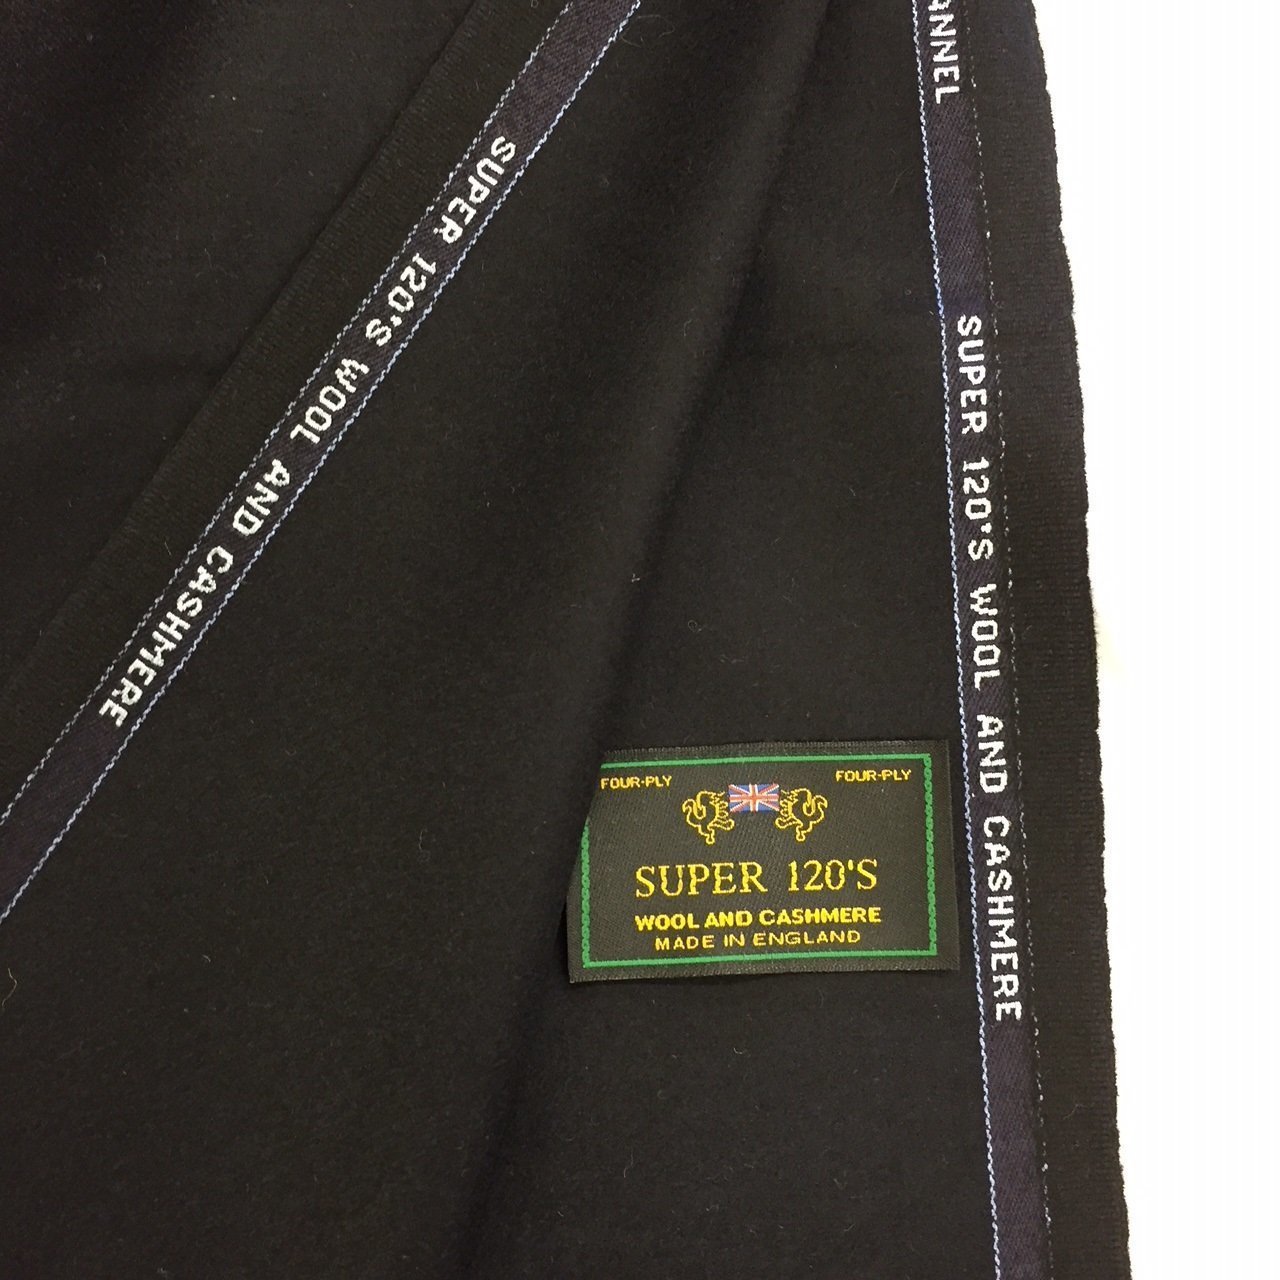 SUPER 120'S WOOL AND CASHMERE
SUPER 120'S WOOL AND CASHMERE
FOUR-PLY FOUR-PLY
SUPER 120'S
WOOL AND CASHMERE
MADE IN ENGLAND